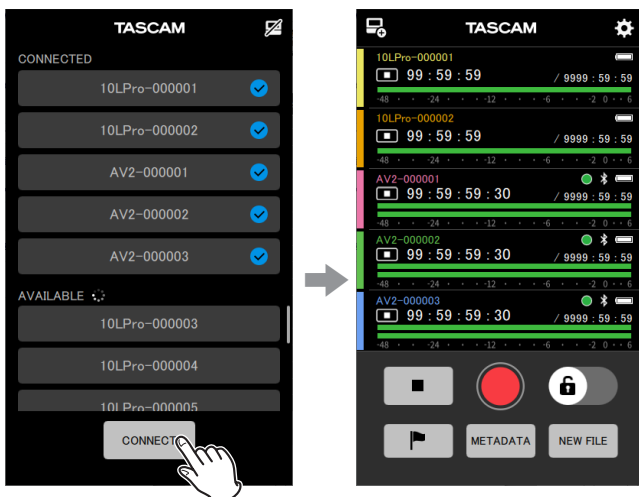 TASCAM
CONNECTED
10LPro-000001
10LPro-000002
AV2-000001
AV2-000002
AV2-000003
AVAILABLE
10LPro-000003
10LPro-000004
10LPro-000005
CONNECT
TASCAM
10LPro-000001
99 : 59 : 59 / 9999 : 59 : 59
-48 · · -24 · · · -12 · · · · -6 · · · -2 0 · · 6
10LPro-000002
99 : 59 : 59 / 9999 : 59 : 59
-48 · · -24 · · · -12 · · · · -6 · · · -2 0 · · 6
AV2-000001
99 : 59 : 59 : 30 / 9999 : 59 : 59
-48 · · -24 · · · -12 · · · · -6 · · · -2 0 · · 6
AV2-000002
99 : 59 : 59 : 30 / 9999 : 59 : 59
-48 · · -24 · · · -12 · · · · -6 · · · -2 0 · · 6
AV2-000003
99 : 59 : 59 : 30 / 9999 : 59 : 59
-48 · · -24 · · · -12 · · · · -6 · · · -2 0 · · 6
METADATA NEW FILE